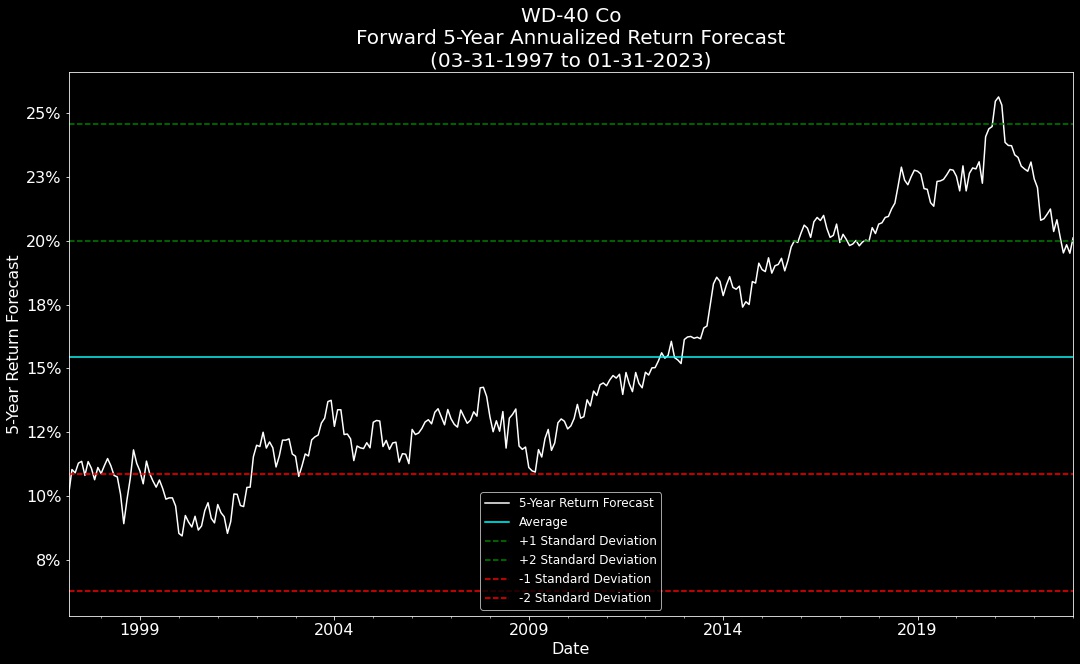 WD-40 Co
Forward 5-Year Annualized Return Forecast
(03-31-1997 to 01-31-2023)
25%
23%
20%
18%
15%
12%
10%
8%
5-Year Return Forecast
5-Year Return Forecast
Average
+1 Standard Deviation
+2 Standard Deviation
-1 Standard Deviation
-2 Standard Deviation
1999 2004 2009 2014 2019
Date